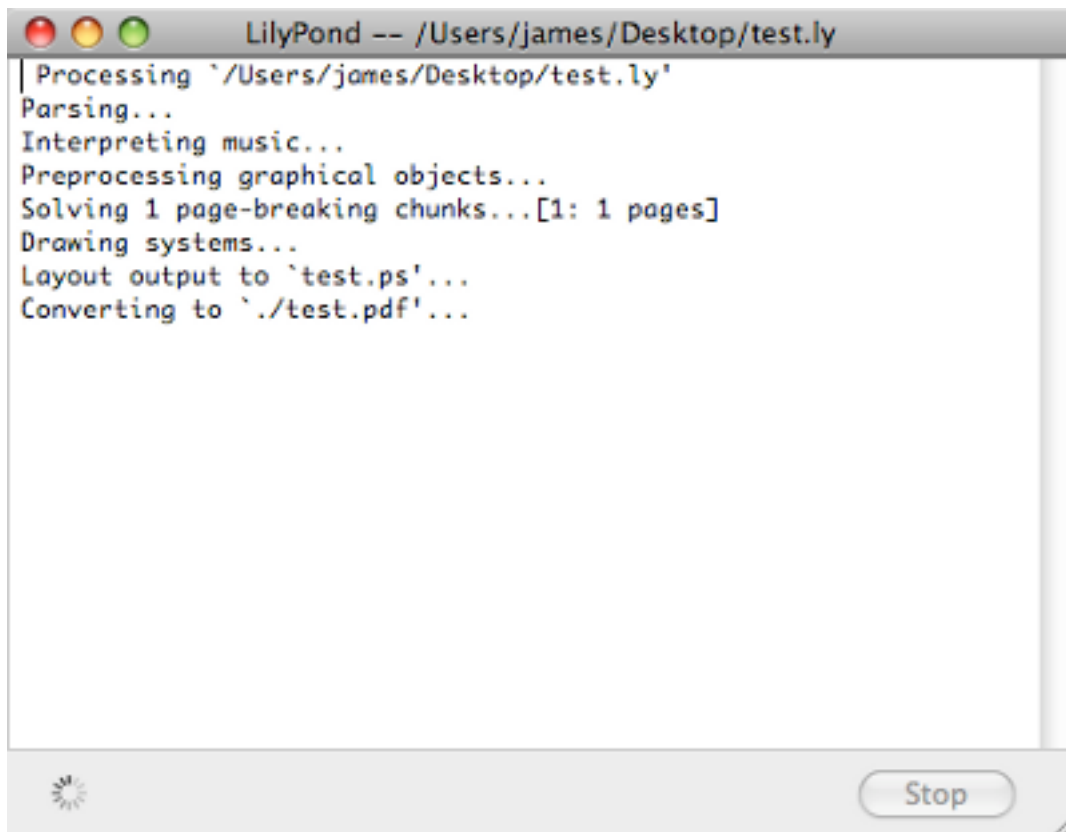 LilyPond -- /Users/james/Desktop/test.ly
Processing `/Users/james/Desktop/test.ly'
Parsing...
Interpreting music...
Preprocessing graphical objects...
Solving 1 page-breaking chunks...[1: 1 pages]
Drawing systems...
Layout output to `test.ps'...
Converting to `./test.pdf'...
Stop